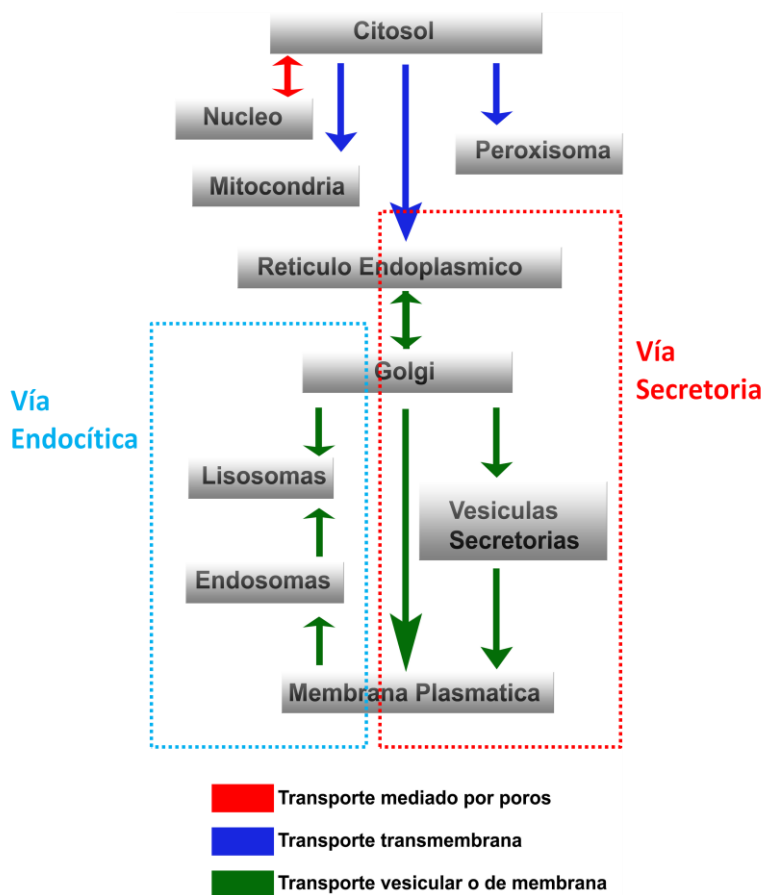 Citosol
Nucleo
Peroxisoma
Mitocondria
Reticulo Endoplasmico
Golgi
Vía
Secretoria
Vía
Endocítica
Lisosomas
Vesiculas
Secretorias
Endosomas
Membrana Plasmatica
Transporte mediado por poros
Transporte transmembrana
Transporte vesicular o de membrana